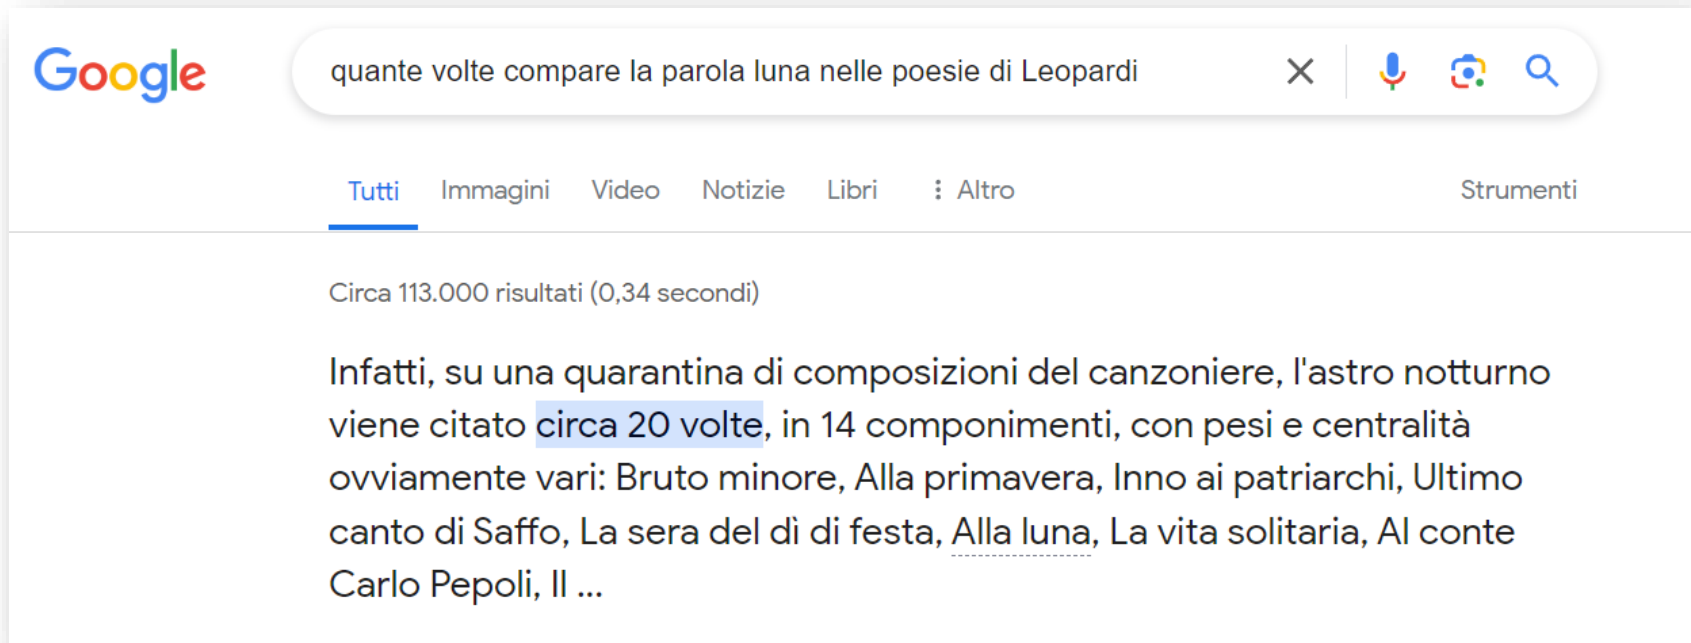 Google
quante volte compare la parola luna nelle poesie di Leopardi
Tutti Immagini Video Notizie Libri Altro Strumenti
Circa 113.000 risultati (0,34 secondi)
Infatti, su una quarantina di composizioni del canzoniere, l'astro notturno
viene citato circa 20 volte, in 14 componimenti, con pesi e centralità
ovviamente vari: Bruto minore, Alla primavera, Inno ai patriarchi, Ultimo
canto di Saffo, La sera del dì di festa, Alla luna, La vita solitaria, Al conte
Carlo Pepoli, Il ...